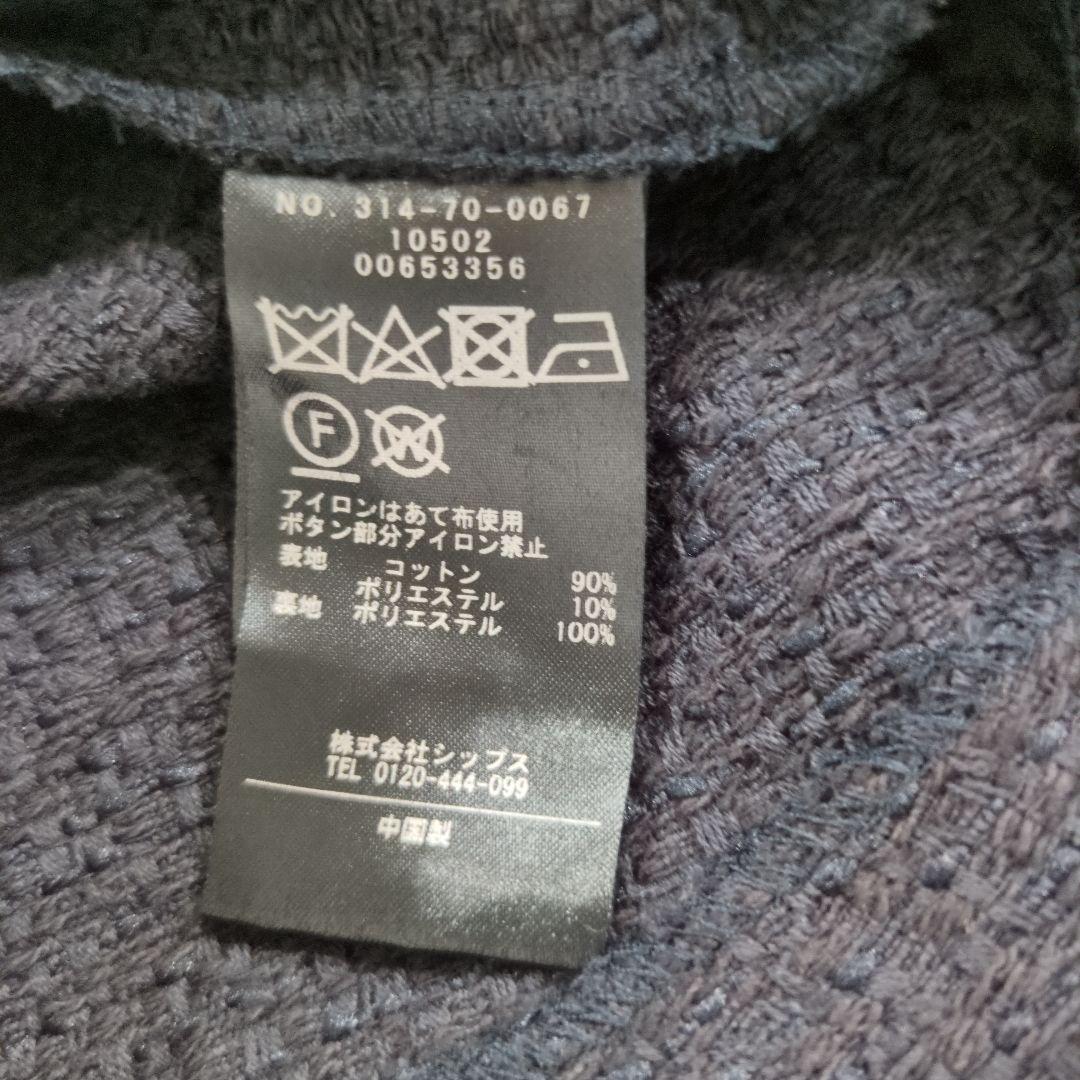 NO. 314-70-0067
10502
00653356
F W
アイロンはあて布使用
ボタン部分アイロン禁止
表地 コットン 90%
ポリエステル 10%
裏地 ポリエステル 100%
株式会社シップス
TEL 0120-444-099
中国製